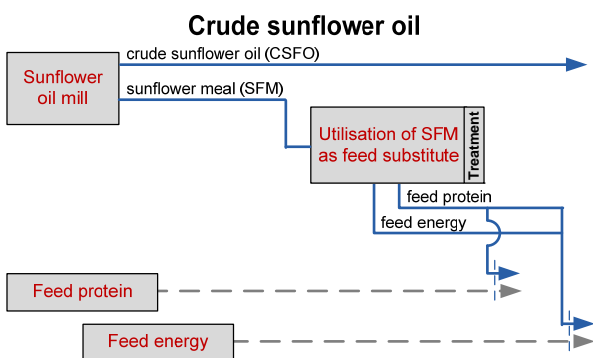 Crude sunflower oil
crude sunflower oil (CSFO)
Sunflower
oil mill
sunflower meal (SFM)
Utilisation of SFM
as feed substitute
Treatment
feed protein
feed energy
Feed protein
Feed energy